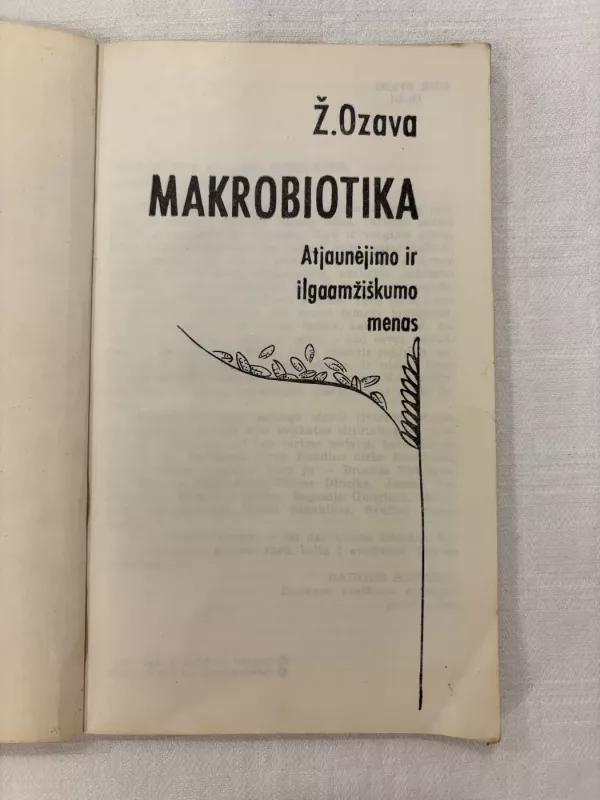 Ž.Ozava
MAKROBIOTIKA
Atjaunėjimo ir
ilgaamžiškumo
menas